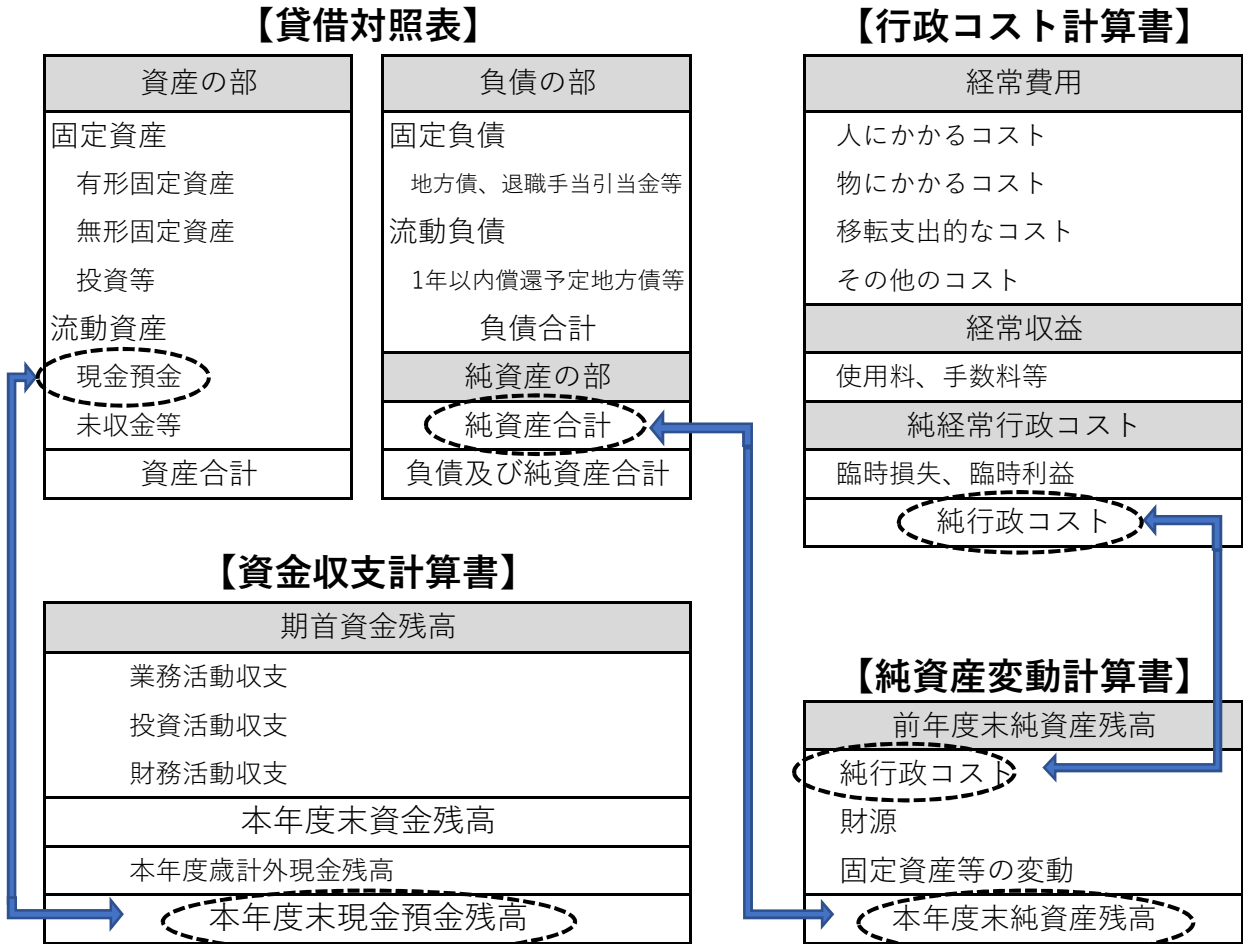 【貸借対照表】
資産の部
固定資産
有形固定資産
無形固定資産
投資等
流動資産
現金預金
未収金等
資産合計
負債の部
固定負債
地方債、退職手当引当金等
流動負債
1年以内償還予定地方債等
負債合計
純資産の部
純資産合計
負債及び純資産合計
【行政コスト計算書】
経常費用
人にかかるコスト
物にかかるコスト
移転支出的なコスト
その他のコスト
経常収益
使用料、手数料等
純経常行政コスト
臨時損失、臨時利益
純行政コスト
【資金収支計算書】
期首資金残高
業務活動収支
投資活動収支
財務活動収支
本年度末資金残高
本年度歳計外現金残高
本年度末現金預金残高
【純資産変動計算書】
前年度末純資産残高
純行政コスト
財源
固定資産等の変動
本年度末純資産残高